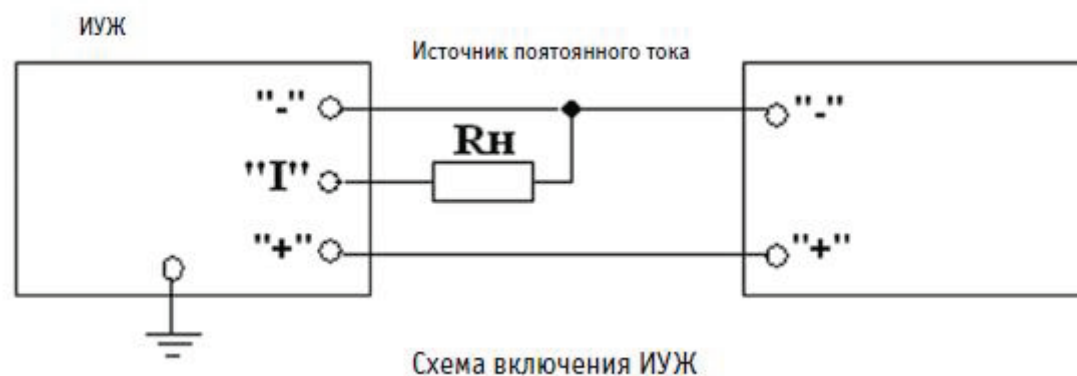 ИУЖ
Источник поятоянного тока
"-"
"-"
Rн
"I"
"+"
"+"
Схема включения ИУЖ